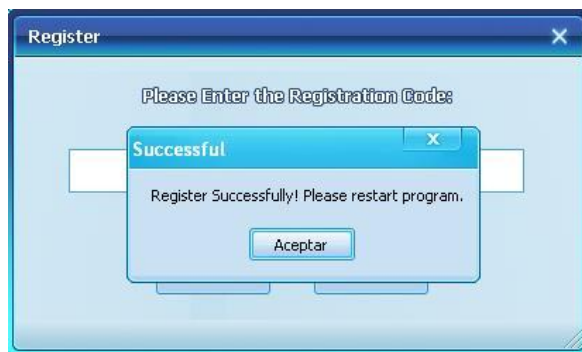 Register
Please Enter the Registration Code:
Successful
Register Successfully! Please restart program.
Aceptar